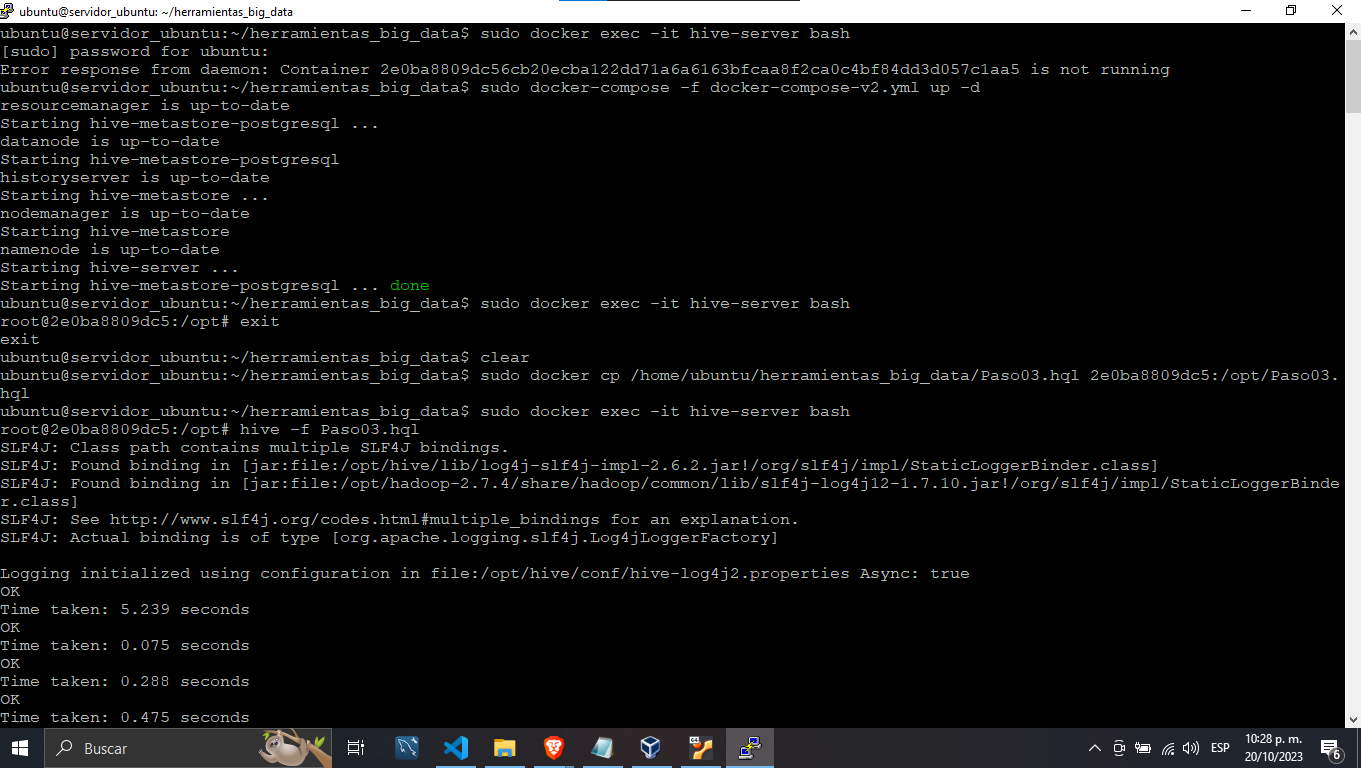 ubuntu@servidor_ubuntu: ~/herramientas_big_data
ubuntu@servidor_ubuntu:~/herramientas_big_data$ sudo docker exec -it hive-server bash
[sudo] password for ubuntu:
Error response from daemon: Container 2e0ba8809dc56cb20ecba122dd71a6a6163bfcaa8f2ca0c4bf84dd3d057c1aa5 is not running
ubuntu@servidor_ubuntu:~/herramientas_big_data$ sudo docker-compose -f docker-compose-v2.yml up -d
resourcemanager is up-to-date
Starting hive-metastore-postgresql ...
datanode is up-to-date
Starting hive-metastore-postgresql
historyserver is up-to-date
Starting hive-metastore ...
nodemanager is up-to-date
Starting hive-metastore
namenode is up-to-date
Starting hive-server ...
Starting hive-metastore-postgresql ... done
ubuntu@servidor_ubuntu:~/herramientas_big_data$ sudo docker exec -it hive-server bash
root@2e0ba8809dc5:/opt# exit
exit
ubuntu@servidor_ubuntu:~/herramientas_big_data$ clear
ubuntu@servidor_ubuntu:~/herramientas_big_data$ sudo docker cp /home/ubuntu/herramientas_big_data/Paso03.hql 2e0ba8809dc5:/opt/Paso03.
hql
ubuntu@servidor_ubuntu:~/herramientas_big_data$ sudo docker exec -it hive-server bash
root@2e0ba8809dc5:/opt# hive -f Paso03.hql
SLF4J: Class path contains multiple SLF4J bindings.
SLF4J: Found binding in [jar:file:/opt/hive/lib/log4j-slf4j-impl-2.6.2.jar!/org/slf4j/impl/StaticLoggerBinder.class]
SLF4J: Found binding in [jar:file:/opt/hadoop-2.7.4/share/hadoop/common/lib/slf4j-log4j12-1.7.10.jar!/org/slf4j/impl/StaticLoggerBinde
r.class]
SLF4J: See http://www.slf4j.org/codes.html#multiple_bindings for an explanation.
SLF4J: Actual binding is of type [org.apache.logging.slf4j.Log4jLoggerFactory]
Logging initialized using configuration in file:/opt/hive/conf/hive-log4j2.properties Async: true
OK
Time taken: 5.239 seconds
OK
Time taken: 0.075 seconds
OK
Time taken: 0.288 seconds
OK
Time taken: 0.475 seconds
Buscar
64
ESP
10:28 p. m.
20/10/2023
6